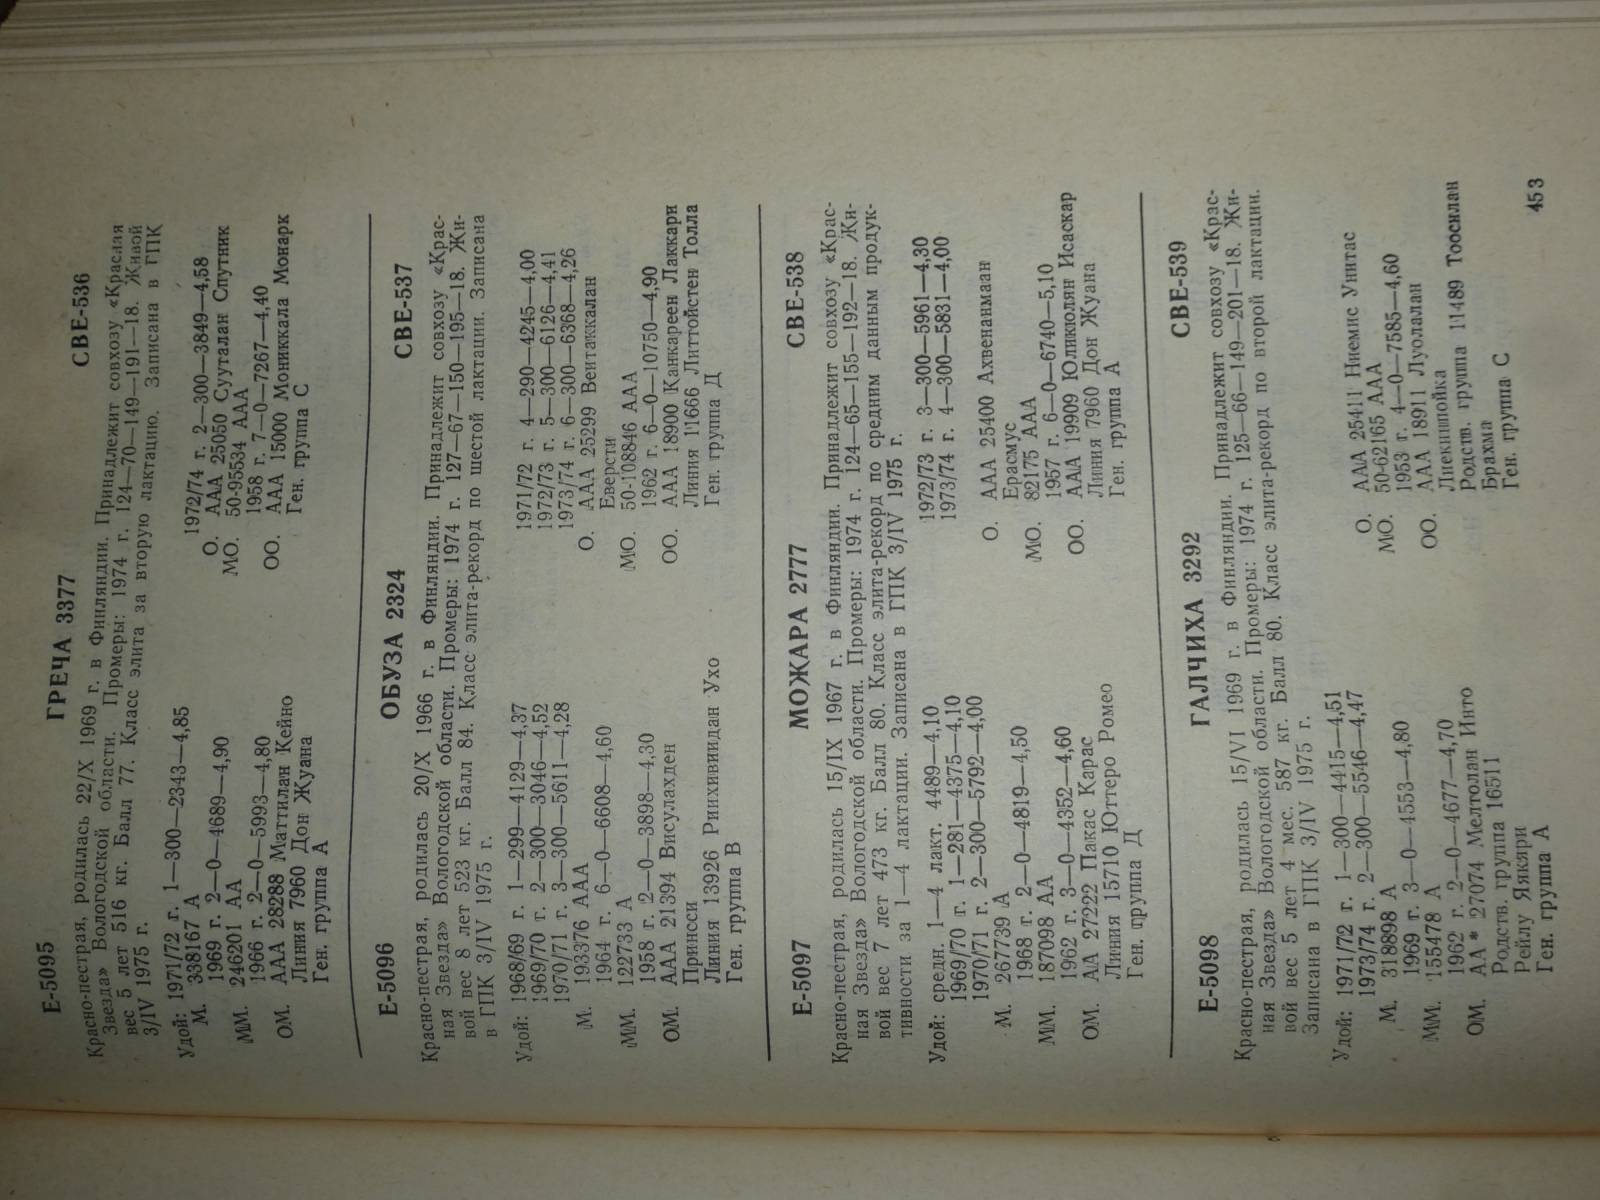 Е-5095 ГРЕЧА 3377 СВЕ-536
Красно-пестрая, родилась 22/X 1969 г. в Финляндии. Принадлежит совхозу «Красная
Звезда» Вологодской области. Промеры: 1974 г. 124—70—149—191—18. Живой
вес 5 лет 516 кг. Балл 77. Класс элита за вторую лактацию. Записана в ГПК
3/IV 1975 г.
Удой: 1971/72 г. 1—300—2343—4,85
М. 338167 А
1969 г. 2—0—4689—4,90
ММ. 246201 АА
1966 г. 2—0—5993—4,80
ОМ. ААА 28288 Маттилан Кейно
Линия 7960 Дон Жуана
Ген. группа А
1972/74 г. 2—300—3849—4,58
О. ААА 25050 Сууталан Спутник
МО. 50-95534 ААА
1958 г. 7—0—7267—4,40
ОО. ААА 15000 Мониккала Монарк
Ген. группа С
Е-5096 ОБУЗА 2324 СВЕ-537
Красно-пестрая, родилась 20/X 1966 г. в Финляндии. Принадлежит совхозу «Крас-
ная Звезда» Вологодской области. Промеры: 1974 г. 127—67—150—195—18. Жи-
вой вес 8 лет 523 кг. Балл 84. Класс элита-рекорд по шестой лактации. Записана
в ГПК 3/IV 1975 г.
Удой: 1968/69 г. 1—299—4129—4,37
1969/70 г. 2—300—3046—4,52
1970/71 г. 3—300—5611—4,28
М. 193376 ААА
1964 г. 6—0—6608—4,60
ММ. 122733 А
1958 г. 2—0—3898—4,30
ОМ. ААА 21394 Висулахден
Принсси
Линия 13926 Риихивиидан Ухо
Ген. группа В
1971/72 г. 4—290—4245—4,00
1972/73 г. 5—300—6126—4,41
1973/74 г. 6—300—6368—4,26
О. ААА 25299 Веитаккалан
Еверсти
МО. 50-108846 ААА
1962 г. 6—0—10750—4,90
ОО. ААА 18900 Канкареен Лаккари
Линия 11666 Литтойстен Толла
Ген. группа Д
Е-5097 МОЖАРА 2777 СВЕ-538
Красно-пестрая, родилась 15/IX 1967 г. в Финляндии. Принадлежит совхозу «Крас-
ная Звезда» Вологодской области. Промеры: 1974 г. 124—65—155—192—18. Жи-
вой вес 7 лет 473 кг. Балл 80. Класс элита-рекорд по средним данным продук-
тивности за 1—4 лактации. Записана в ГПК 3/IV 1975 г.
Удой: средн. 1—4 лакт. 4489—4,10
1969/70 г. 1—281—4375—4,10
1970/71 г. 2—300—5792—4,00
М. 267739 А
1968 г. 2—0—4819—4,50
ММ. 187098 АА
1962 г. 3—0—4352—4,60
ОМ. АА 27222 Пакас Карас
Линия 15710 Юттеро Ромео
Ген. группа Д
1972/73 г. 3—300—5961—4,30
1973/74 г. 4—300—5831—4,00
О. ААА 25400 Ахвенанмаан
Ерасмус
МО. 82175 ААА
1957 г. 6—0—6740—5,10
ОО. ААА 19909 Юликюлян Исаскар
Линия 7960 Дон Жуана
Ген. группа А
Е-5098 ГАЛЧИХА 3292 СВЕ-539
Красно-пестрая, родилась 15/VI 1969 г. в Финляндии. Принадлежит совхозу «Крас-
ная Звезда» Вологодской области. Промеры: 1974 г. 125—66—149—201—18. Жи-
вой вес 5 лет 4 мес. 587 кг. Балл 80. Класс элита-рекорд по второй лактации.
Записана в ГПК 3/IV 1975 г.
Удой: 1971/72 г. 1—300—4415—4,51
1973/74 г. 2—300—5546—4,47
М. 318898 А
1969 г. 3—0—4553—4,80
ММ. 155478 А
1962 г. 2—0—4677—4,70
ОМ. АА * 27074 Мелтолан Инто
Родств. группа 16511
Рейлу Яякяри
Ген. группа А
О. ААА 25411 Ниемис Унитас
МО. 50-62165 ААА
1953 г. 4—0—7585—4,60
ОО. ААА 18911 Луолалан
Лиекинлойка
Родств. группа 11489 Тоосилан
Брахма
Ген. группа С
453